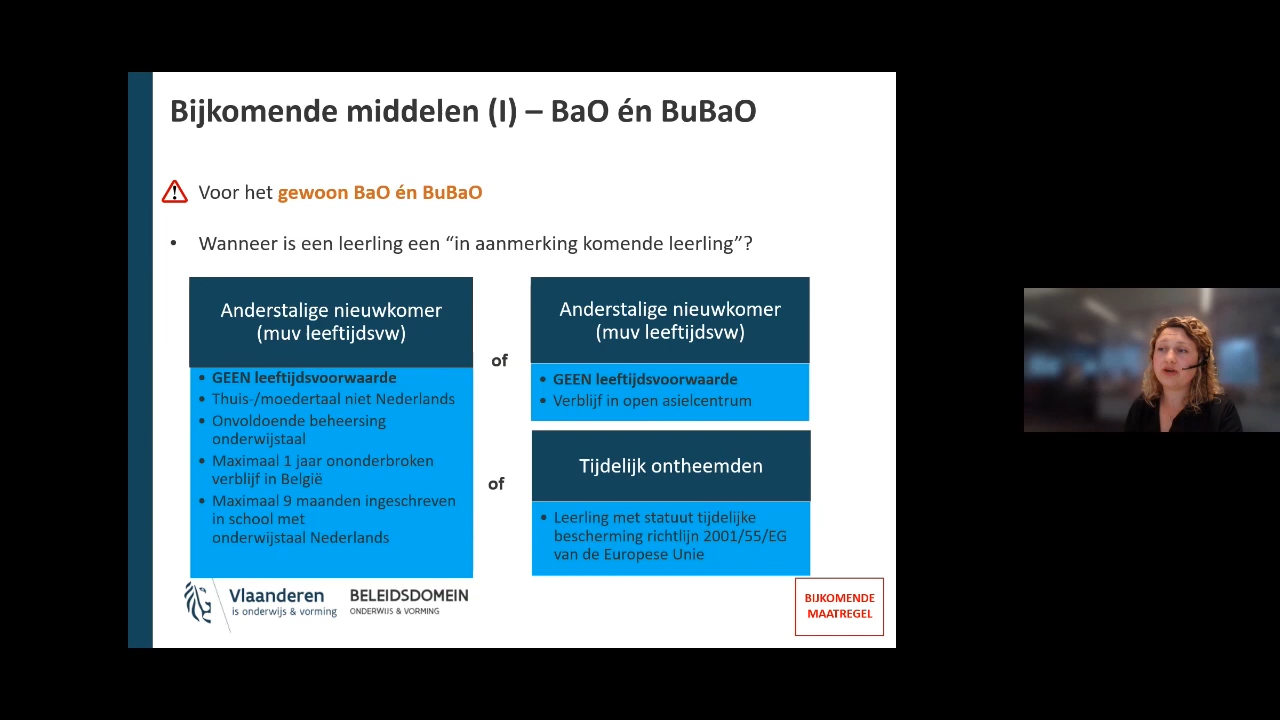 Bijkomende middelen (I) – BaO én BuBaO
Voor het gewoon BaO én BuBaO
• Wanneer is een leerling een “in aanmerking komende leerling”?
Anderstalige nieuwkomer
(muv leeftijdsvw)
• GEEN leeftijdsvoorwaarde
• Thuis-/moedertaal niet Nederlands
• Onvoldoende beheersing
onderwijstaal
• Maximaal 1 jaar ononderbroken
verblijf in België
• Maximaal 9 maanden ingeschreven
in school met
onderwijstaal Nederlands
of
Anderstalige nieuwkomer
(muv leeftijdsvw)
• GEEN leeftijdsvoorwaarde
• Verblijf in open asielcentrum
of
Tijdelijk ontheemden
• Leerling met statuut tijdelijke
bescherming richtlijn 2001/55/EG
van de Europese Unie
Vlaanderen
is onderwijs & vorming
BELEIDSDOMEIN
ONDERWIJS & VORMING
BIJKOMENDE
MAATREGEL